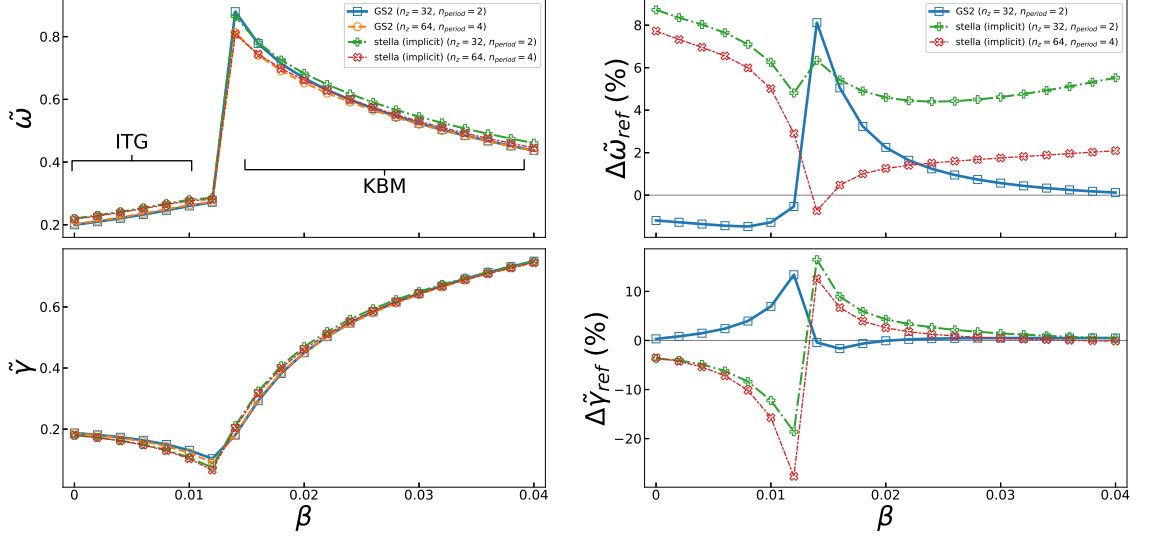 ω̃
0.8
0.6
0.4
0.2
GS2 (n_z = 32, n_period = 2)
GS2 (n_z = 64, n_period = 4)
stella (implicit) (n_z = 32, n_period = 2)
stella (implicit) (n_z = 64, n_period = 4)
ITG
KBM
Δω̃_ref (%)
8
6
4
2
0
GS2 (n_z = 32, n_period = 2)
stella (implicit) (n_z = 32, n_period = 2)
stella (implicit) (n_z = 64, n_period = 4)
γ̃
0.6
0.4
0.2
0 0.01 0.02 0.03 0.04
β
Δγ̃_ref (%)
10
0
−10
−20
0 0.01 0.02 0.03 0.04
β